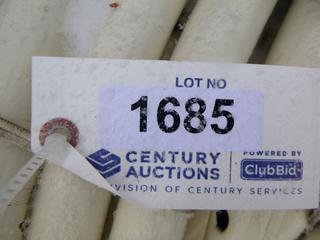 LOT NO
1685
CENTURY
AUCTIONS
POWERED BY
ClubBid
VISION OF CENTURY SERVICES